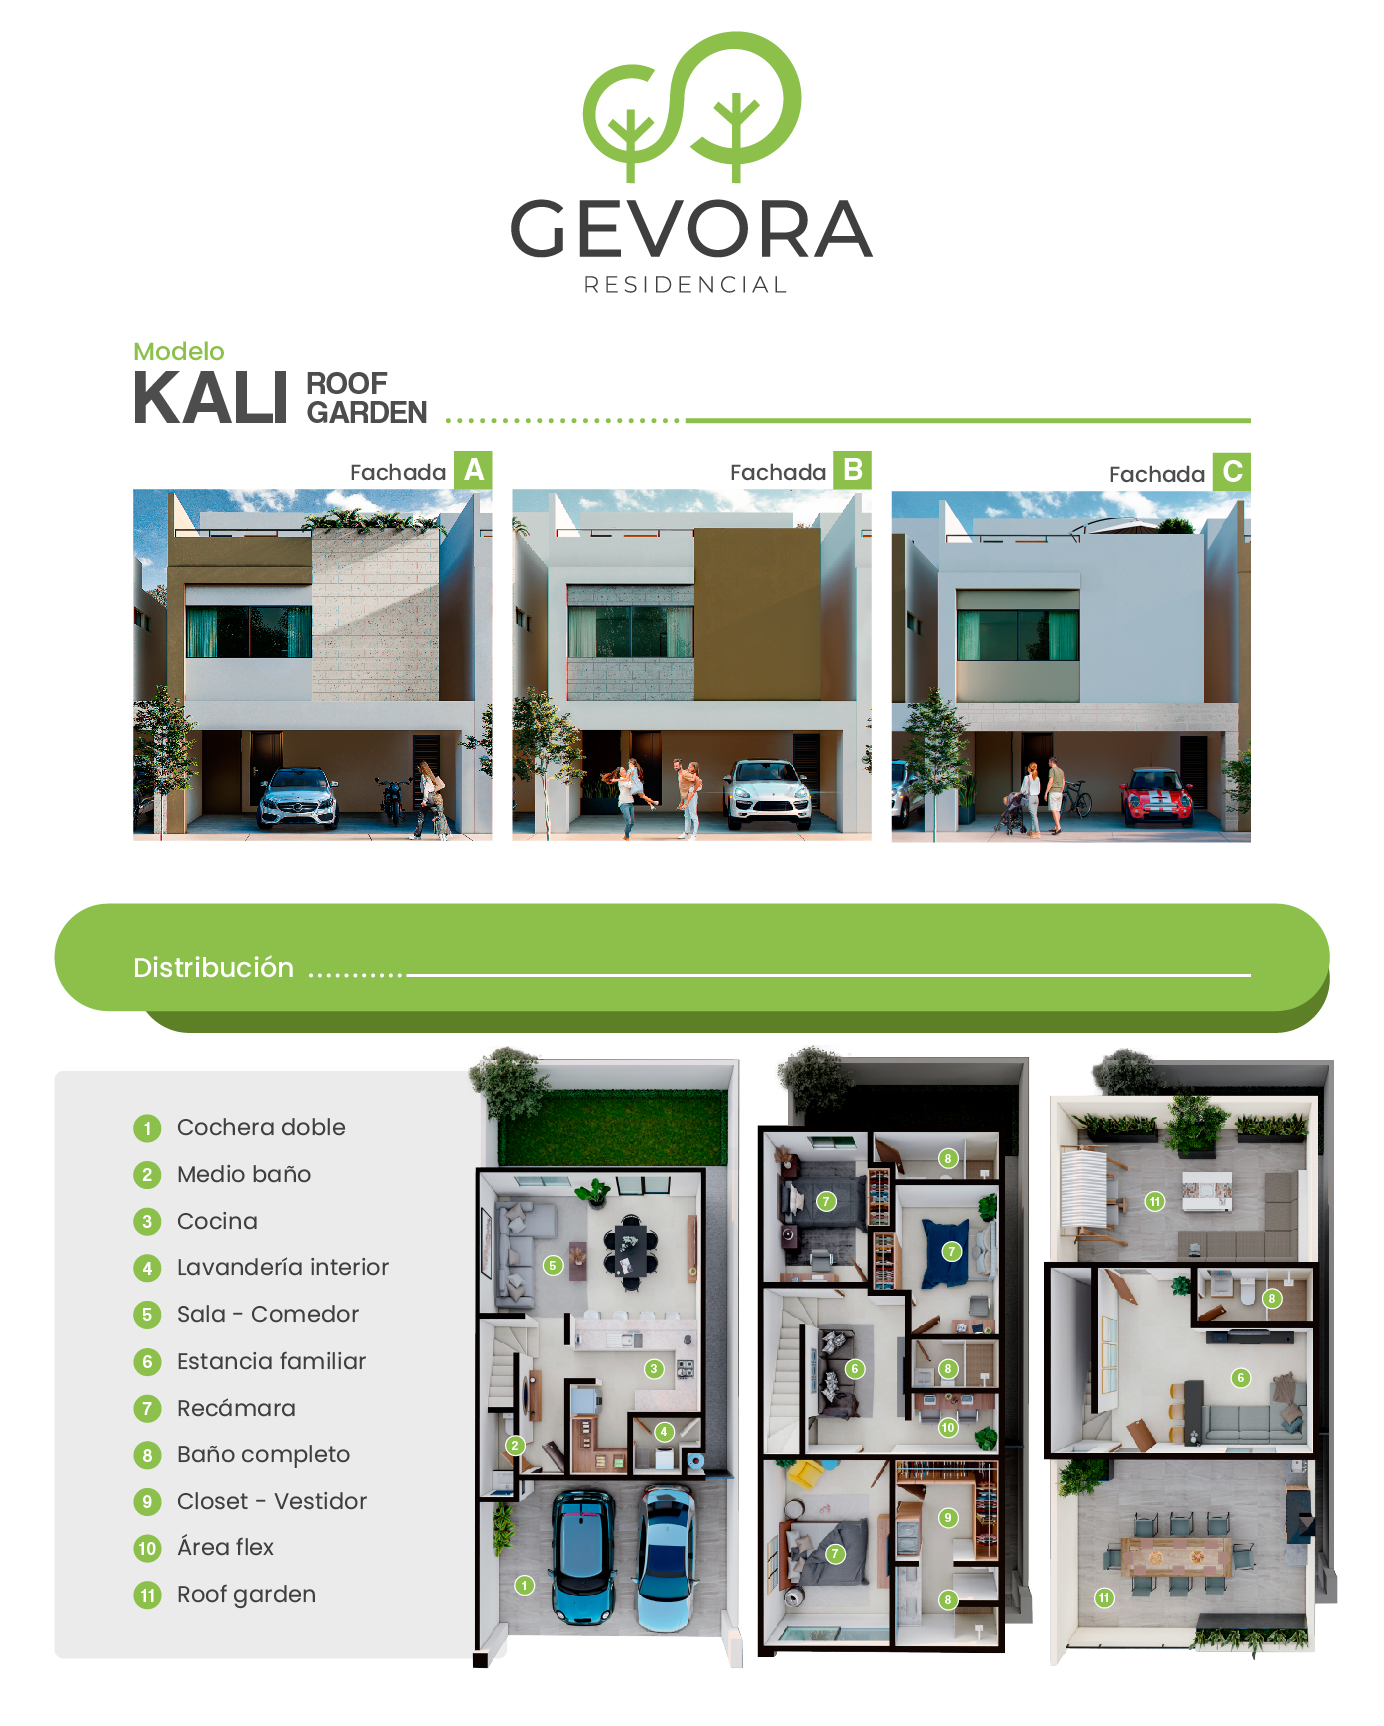 GEVORA
RESIDENCIAL
Modelo
KALI ROOF GARDEN
Fachada A
Fachada B
Fachada C
Distribución
1 Cochera doble
2 Medio baño
3 Cocina
4 Lavandería interior
5 Sala - Comedor
6 Estancia familiar
7 Recámara
8 Baño completo
9 Closet - Vestidor
10 Área flex
11 Roof garden
5
3
4
2
1
8
7
7
6
8
10
9
7
8
11
8
6
11